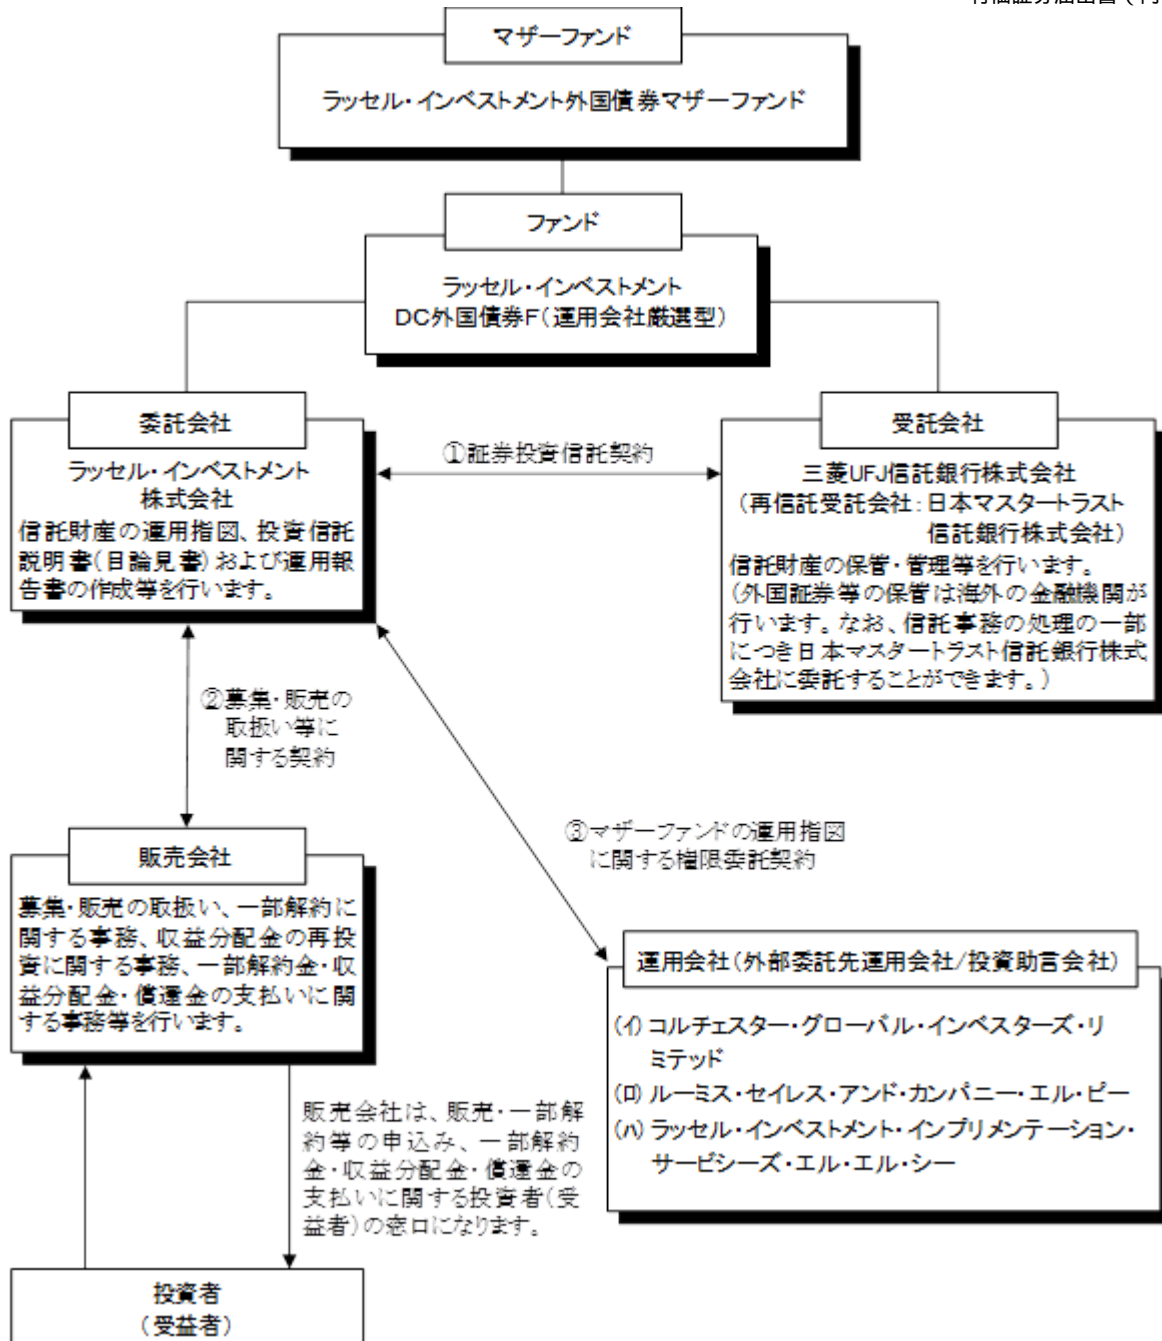 マザーファンド
ラッセル・インベストメント外国債券マザーファンド
ファンド
ラッセル・インベストメント
DC外国債券F(運用会社厳選型)
委託会社
ラッセル・インベストメント
株式会社
信託財産の運用指図、投資信託
説明書(目論見書)および運用報
告書の作成等を行います。
①証券投資信託契約
受託会社
三菱UFJ信託銀行株式会社
(再信託受託会社:日本マスタートラスト
信託銀行株式会社)
信託財産の保管・管理等を行います。
(外国証券等の保管は海外の金融機関が
行います。なお、信託事務の処理の一部
につき日本マスタートラスト信託銀行株式
会社に委託することができます。)
②募集・販売の
取扱い等に
関する契約
③マザーファンドの運用指図
に関する権限委託契約
販売会社
募集・販売の取扱い、一部解約に
関する事務、収益分配金の再投
資に関する事務、一部解約金・収
益分配金・償還金の支払いに関
する事務等を行います。
運用会社(外部委託先運用会社/投資助言会社)
(イ)コルチェスター・グローバル・インベスターズ・リ
ミテッド
(ロ)ルーミス・セイレス・アンド・カンパニー・エル・ピー
(ハ)ラッセル・インベストメント・インプリメンテーション・
サービシーズ・エル・エル・シー
販売会社は、販売・一部解
約等の申込み、一部解約
金・収益分配金・償還金の
支払いに関する投資者(受
益者)の窓口になります。
投資者
(受益者)